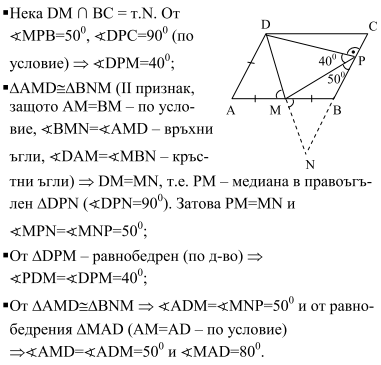 ▪Нека DM ∩ BC = т.N. От
∢MPB=50⁰, ∢DPC=90⁰ (по
условие) ⇒ ∢DPM=40⁰;
▪ΔAMD≅ΔBNM (II признак,
защото AM=BM – по усло-
вие, ∢BMN=∢AMD – връхни
ъгли, ∢DAM=∢MBN – кръс-
тни ъгли) ⇒ DM=MN, т.е. PM – медиана в правоъгъ-
лен ΔDPN (∢DPN=90⁰). Затова PM=MN и
∢MPN=∢MNP=50⁰;
▪От ΔDPM – равнобедрен (по д-во) ⇒
∢PDM=∢DPM=40⁰;
▪От ΔAMD≅ΔBNM ⇒ ∢ADM=∢MNP=50⁰ и от равно-
бедрения ΔMAD (AM=AD – по условие)
⇒∢AMD=∢ADM=50⁰ и ∢MAD=80⁰.
D
C
40⁰
P
50⁰
A
M
B
N